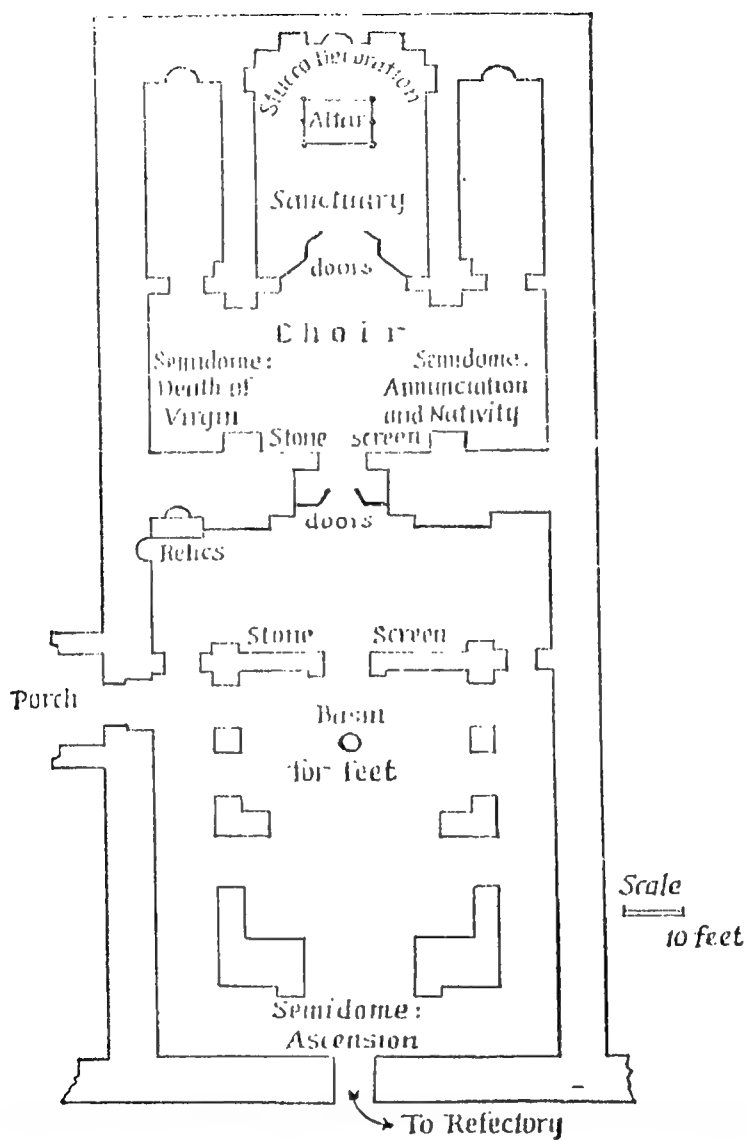 Stucco Decoration
Altar
Sanctuary
doors
Choir
Semidome:
Death of
Virgin
Semidome:
Annunciation
and Nativity
Stone Screen
doors
Relics
Stone Screen
Porch
Basin
for feet
Scale
10 feet
Semidome:
Ascension
To Refectory